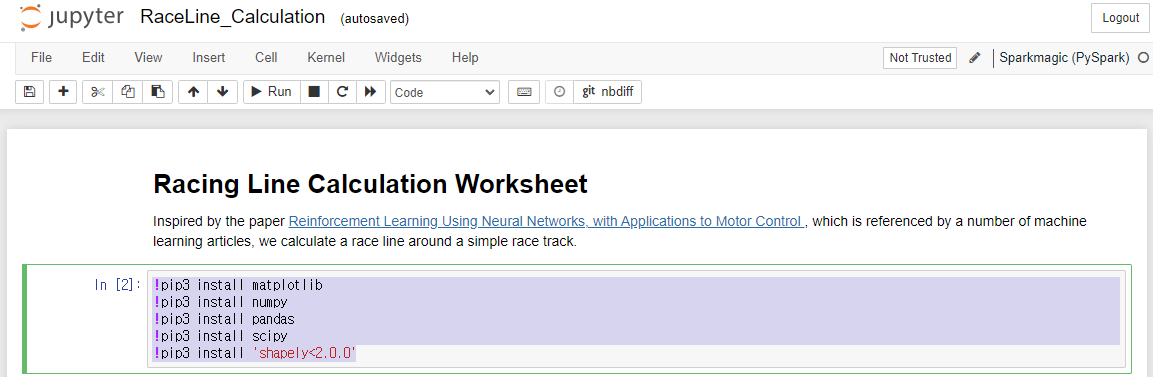 jupyter RaceLine_Calculation (autosaved) Logout
File Edit View Insert Cell Kernel Widgets Help Not Trusted Sparkmagic (PySpark)
Run Code git nbdiff
Racing Line Calculation Worksheet
Inspired by the paper Reinforcement Learning Using Neural Networks, with Applications to Motor Control , which is referenced by a number of machine
learning articles, we calculate a race line around a simple race track.
In [2]: !pip3 install matplotlib
!pip3 install numpy
!pip3 install pandas
!pip3 install scipy
!pip3 install 'shapely<2.0.0'